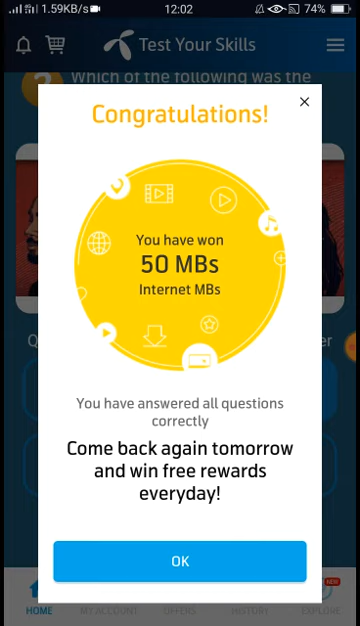 1.59KB/s
12:02
74%
Test Your Skills
Which of the following was the
Congratulations!
You have won
50 MBs
Internet MBs
You have answered all questions
correctly
Come back again tomorrow
and win free rewards
everyday!
OK
NEW
HOME
MY ACCOUNT
OFFERS
HISTORY
EXPLORE